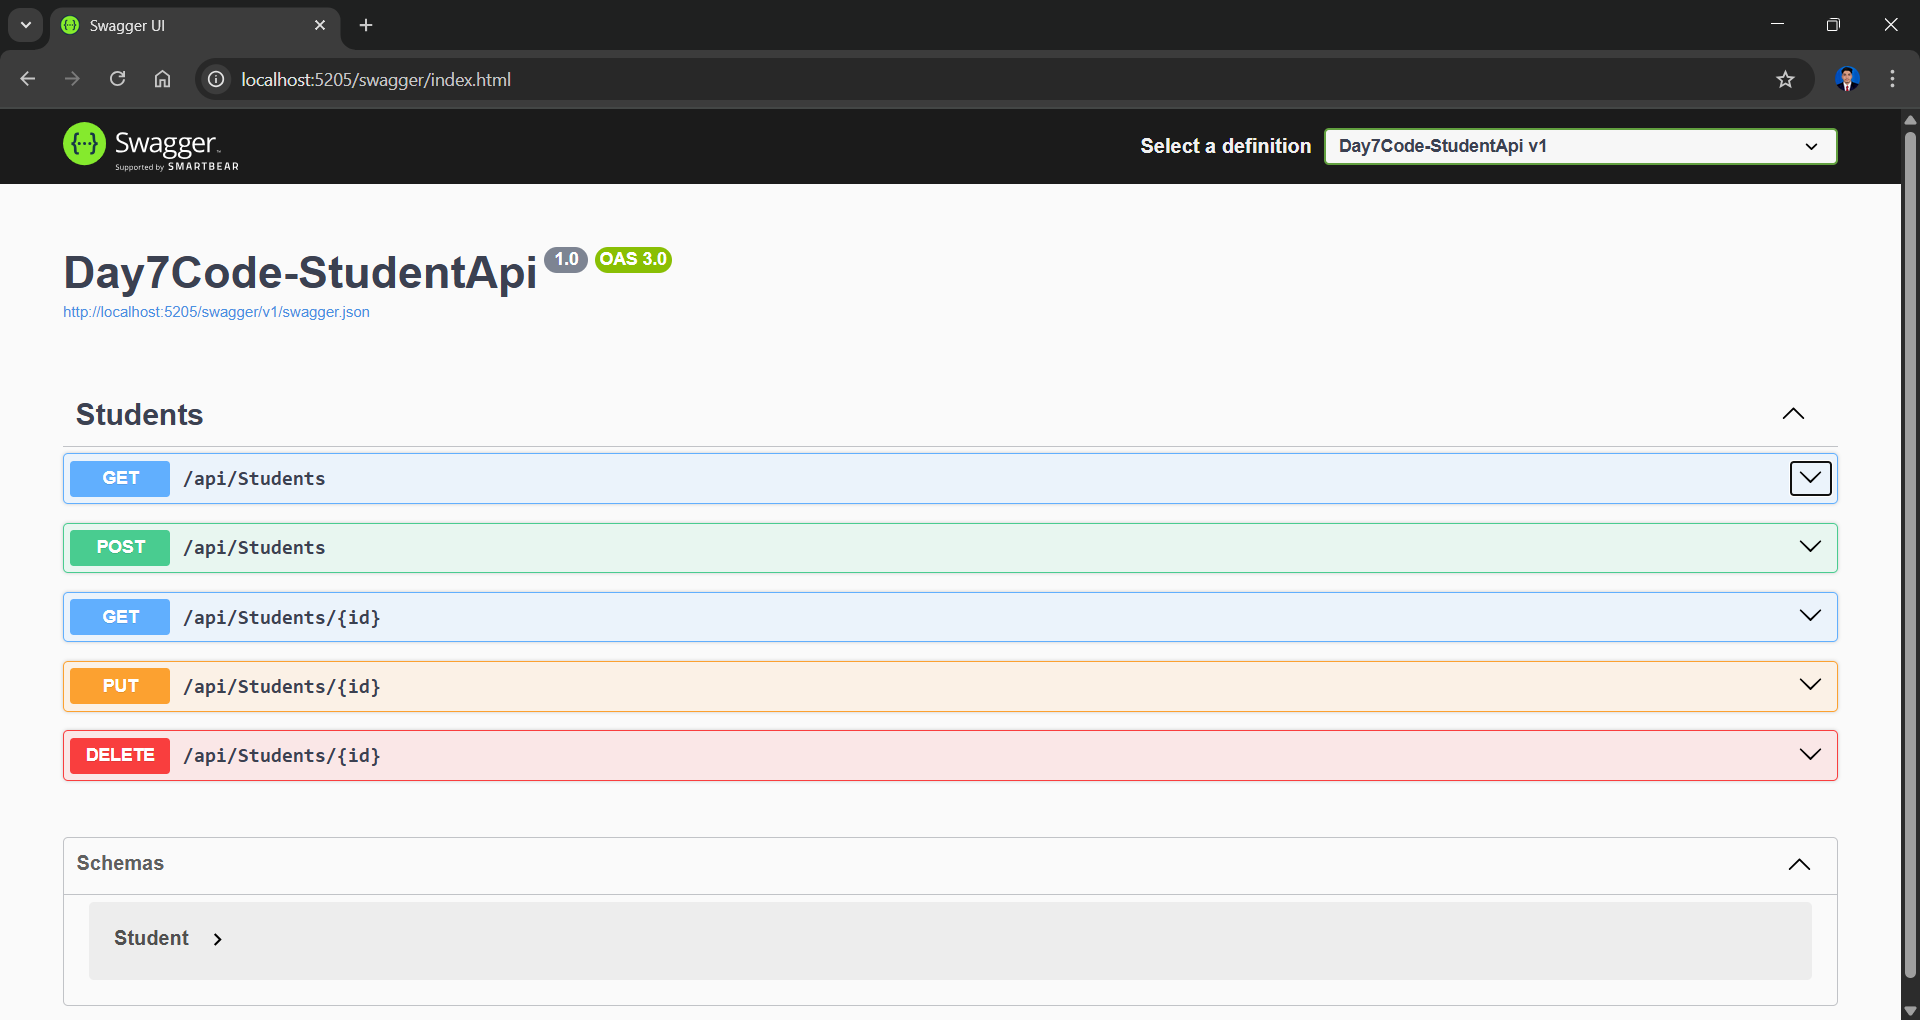 Swagger UI
localhost:5205/swagger/index.html
Swagger™
Supported by SMARTBEAR
Select a definition
Day7Code-StudentApi v1
Day7Code-StudentApi 1.0 OAS 3.0
http://localhost:5205/swagger/v1/swagger.json
Students
GET /api/Students
POST /api/Students
GET /api/Students/{id}
PUT /api/Students/{id}
DELETE /api/Students/{id}
Schemas
Student